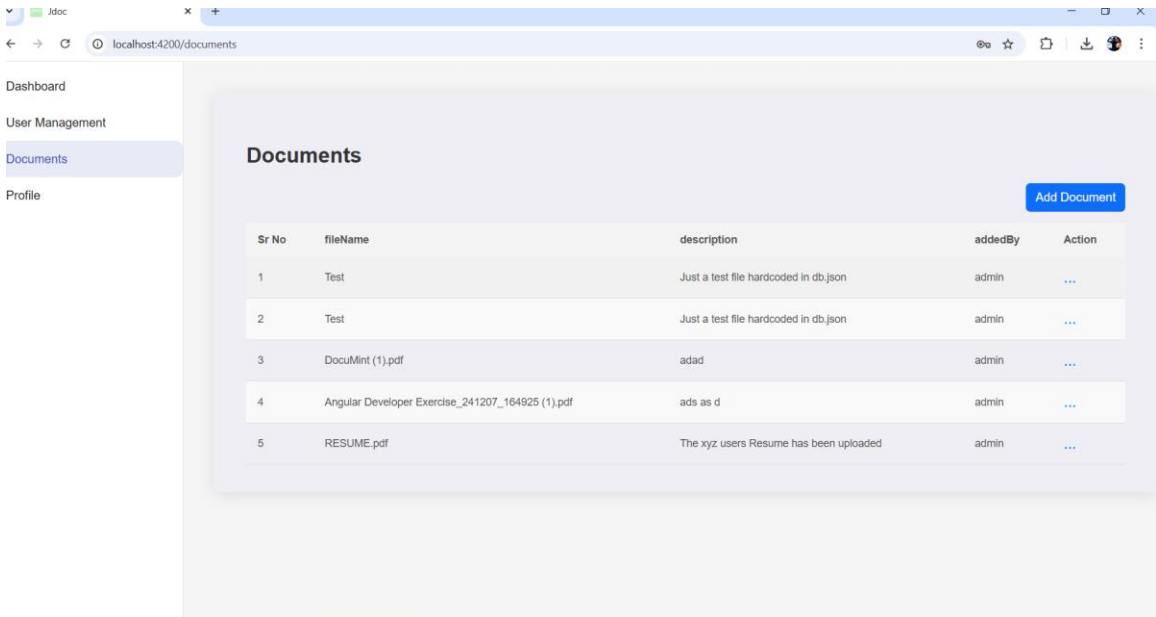 Jdoc
localhost:4200/documents
Dashboard
User Management
Documents
Profile
Documents
Add Document
Sr No fileName description addedBy Action
1 Test Just a test file hardcoded in db.json admin ...
2 Test Just a test file hardcoded in db.json admin ...
3 DocuMint (1).pdf adad admin ...
4 Angular Developer Exercise_241207_164925 (1).pdf ads as d admin ...
5 RESUME.pdf The xyz users Resume has been uploaded admin ...